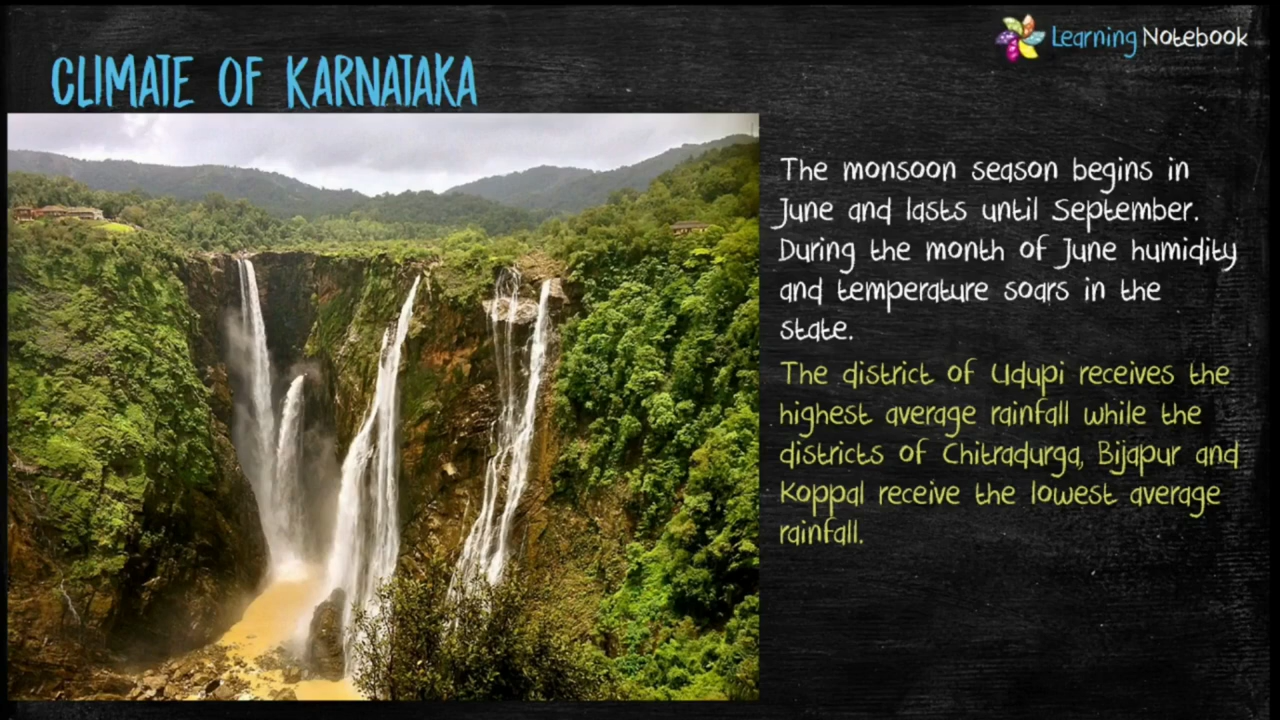 Learning Notebook
CLIMATE OF KARNATAKA
The monsoon season begins in
June and lasts until September.
During the month of June humidity
and temperature soars in the
state.
The district of Udupi receives the
highest average rainfall while the
districts of Chitradurga, Bijapur and
Koppal receive the lowest average
rainfall.